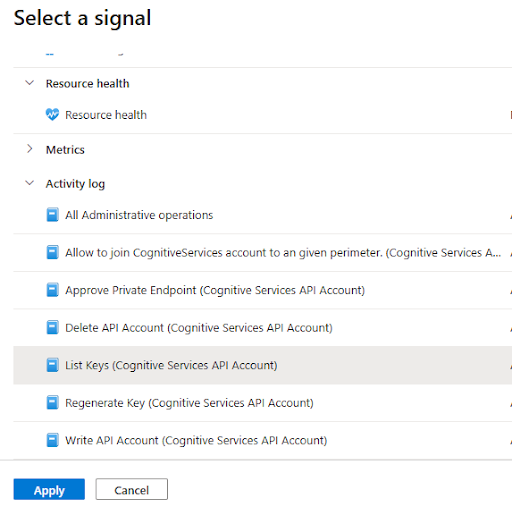 Select a signal
Resource health
Resource health
Metrics
Activity log
All Administrative operations
Allow to join CognitiveServices account to an given perimeter. (Cognitive Services A...
Approve Private Endpoint (Cognitive Services API Account)
Delete API Account (Cognitive Services API Account)
List Keys (Cognitive Services API Account)
Regenerate Key (Cognitive Services API Account)
Write API Account (Cognitive Services API Account)
Apply
Cancel